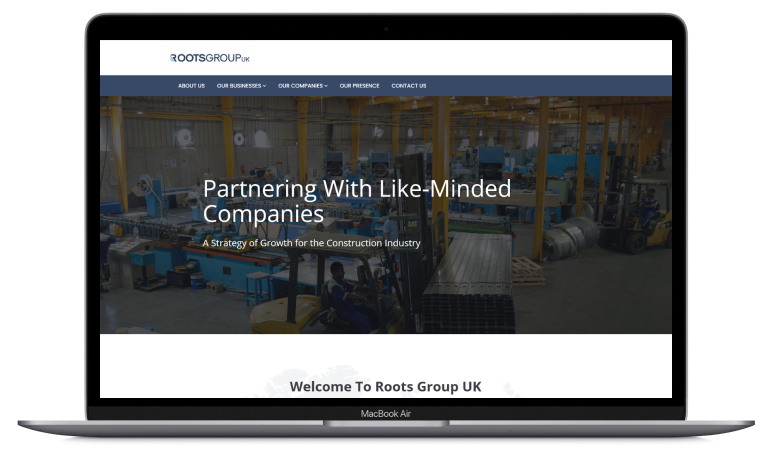 ROOTSGROUPUK
ABOUT US OUR BUSINESSES OUR COMPANIES OUR PRESENCE CONTACT US
Partnering With Like-Minded
Companies
A Strategy of Growth for the Construction Industry
Welcome To Roots Group UK
MacBook Air